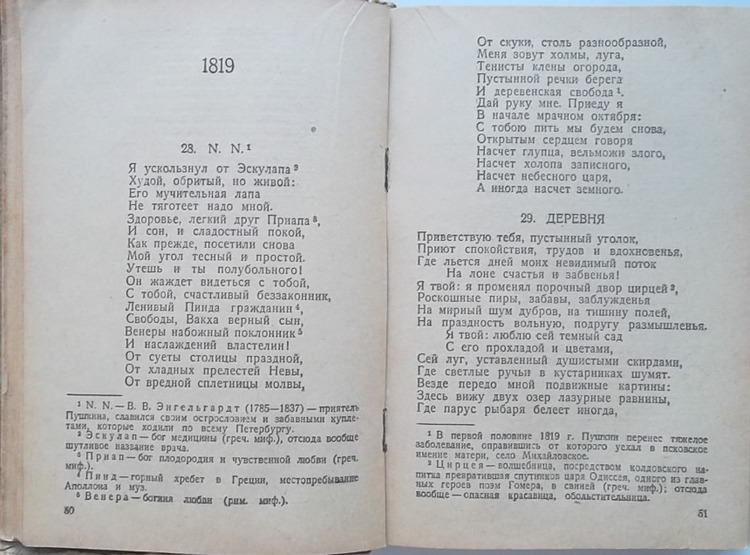 1819
28. N. N.¹
Я ускользнул от Эскулапа²
Худой, обритый, но живой:
Его мучительная лапа
Не тяготеет надо мной.
Здоровье, легкий друг Приапа³,
И сон, и сладостный покой,
Как прежде, посетили снова
Мой угол тесный и простой.
Утешь и ты полубольного!
Он жаждет видеться с тобой,
С тобой, счастливый беззаконник,
Ленивый Пинда гражданин⁴,
Свободы, Вакха верный сын,
Венеры набожный поклонник⁵
И наслаждений властелин!
От суеты столицы праздной,
От хладных прелестей Невы,
От вредной сплетницы молвы,
¹ N. N. — В. В. Энгельгардт (1785—1837) — приятель
Пушкина, славился своим острословием и забавными купле-
тами, которые ходили по всему Петербургу.
² Эскулап — бог медицины (греч. миф.), отсюда вообще
шутливое название врача.
³ Приап — бог плодородия и чувственной любви (греч.
миф.).
⁴ Пинд — горный хребет в Греции, местопребывание
Аполлона и муз.
⁵ Венера — богиня любви (рим. миф.).
50
От скуки, столь разнообразной,
Меня зовут холмы, луга,
Тенисты клены огорода,
Пустынной речки берега
И деревенская свобода¹.
Дай руку мне. Приеду я
В начале мрачном октября:
С тобою пить мы будем снова,
Открытым сердцем говоря
Насчет глупца, вельможи злого,
Насчет холопа записного,
Насчет небесного царя,
А иногда насчет земного.
29. ДЕРЕВНЯ
Приветствую тебя, пустынный уголок,
Приют спокойствия, трудов и вдохновенья,
Где льется дней моих невидимый поток
На лоне счастья и забвенья!
Я твой: я променял порочный двор цирцей²,
Роскошные пиры, забавы, заблужденья
На мирный шум дубров, на тишину полей,
На праздность вольную, подругу размышленья.
Я твой: люблю сей темный сад
С его прохладой и цветами,
Сей луг, уставленный душистыми скирдами,
Где светлые ручьи в кустарниках шумят.
Везде передо мной подвижные картины:
Здесь вижу двух озер лазурные равнины,
Где парус рыбаря белеет иногда,
¹ В первой половине 1819 г. Пушкин перенес тяжелое
заболевание, оправившись от которого уехал в псковское
имение матери, село Михайловское.
² Цирцея — волшебница, посредством колдовского на-
питка превратившая спутников царя Одиссея, одного из глав-
ных героев поэм Гомера, в свиней (греч. миф.); отсюда
вообще — опасная красавица, обольстительница.
51